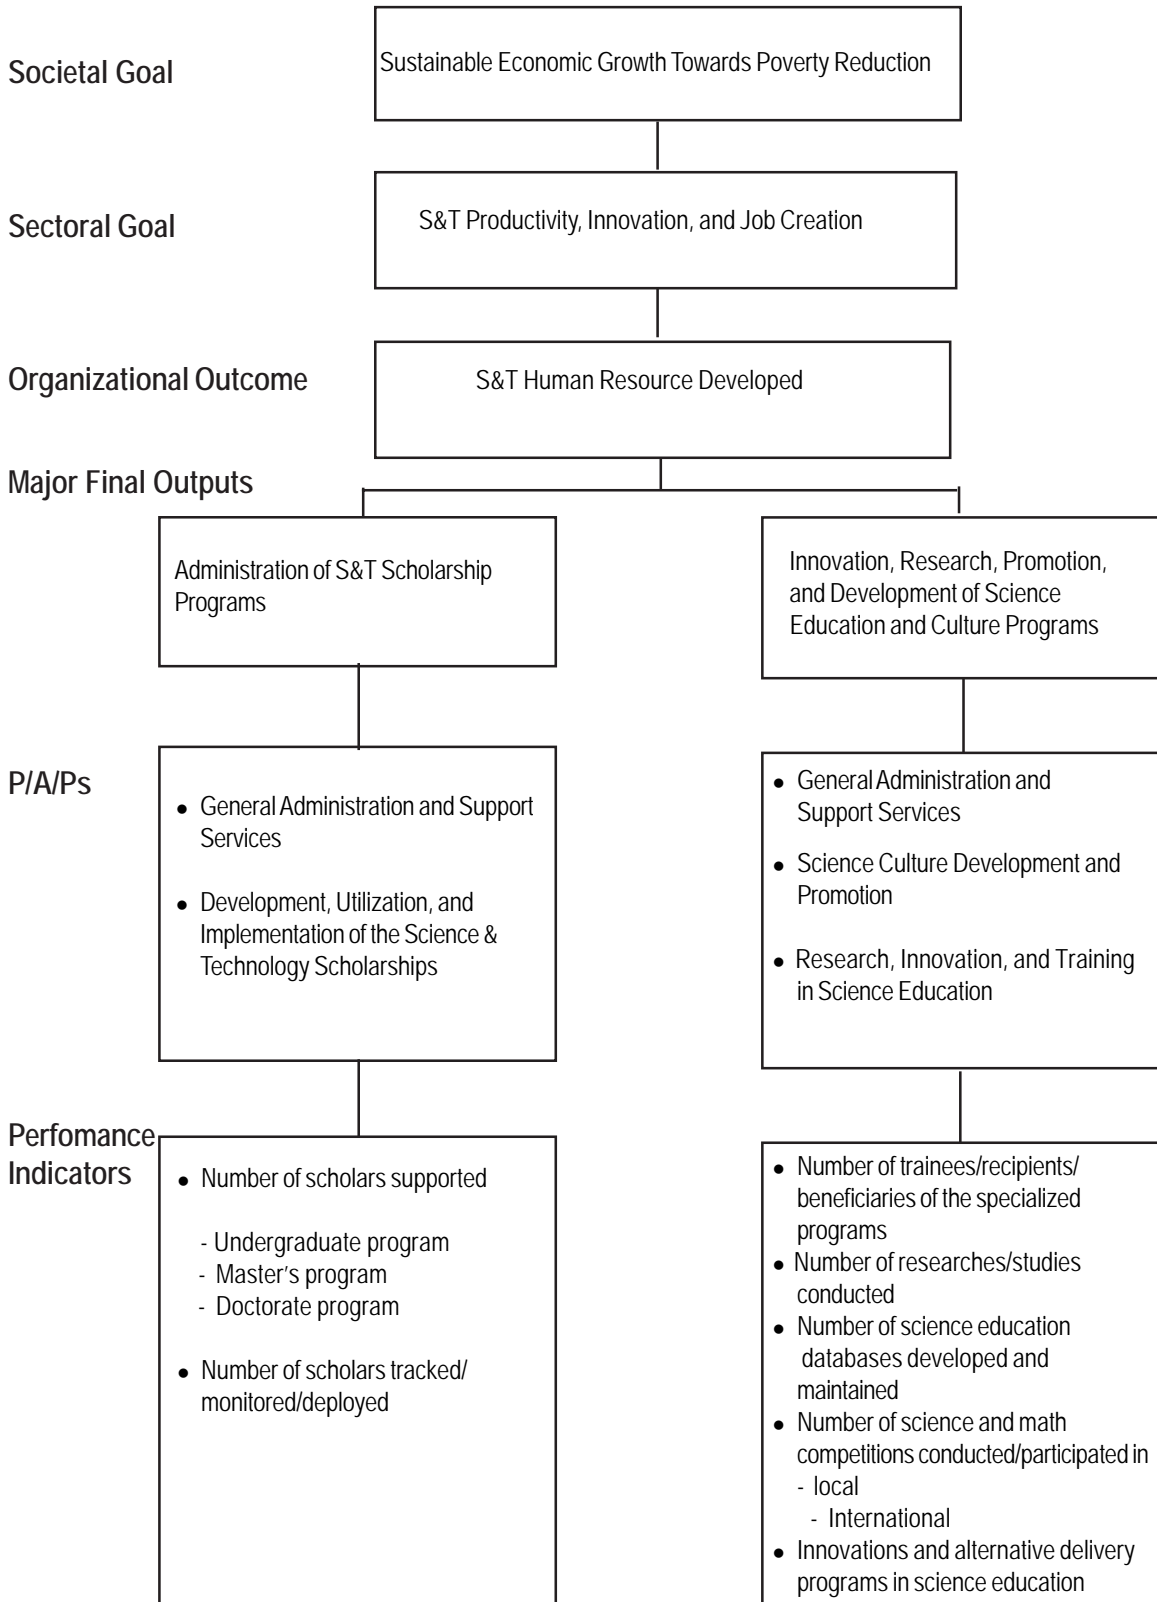 Societal Goal
Sustainable Economic Growth Towards Poverty Reduction
Sectoral Goal
S&T Productivity, Innovation, and Job Creation
Organizational Outcome
S&T Human Resource Developed
Major Final Outputs
Administration of S&T Scholarship
Programs
Innovation, Research, Promotion,
and Development of Science
Education and Culture Programs
P/A/Ps
● General Administration and Support
Services
● Development, Utilization, and
Implementation of the Science &
Technology Scholarships
● General Administration and
Support Services
● Science Culture Development and
Promotion
● Research, Innovation, and Training
in Science Education
Perfomance
Indicators
● Number of scholars supported
- Undergraduate program
- Master's program
- Doctorate program
● Number of scholars tracked/
monitored/deployed
● Number of trainees/recipients/
beneficiaries of the specialized
programs
● Number of researches/studies
conducted
● Number of science education
databases developed and
maintained
● Number of science and math
competitions conducted/participated in
- local
- International
● Innovations and alternative delivery
programs in science education